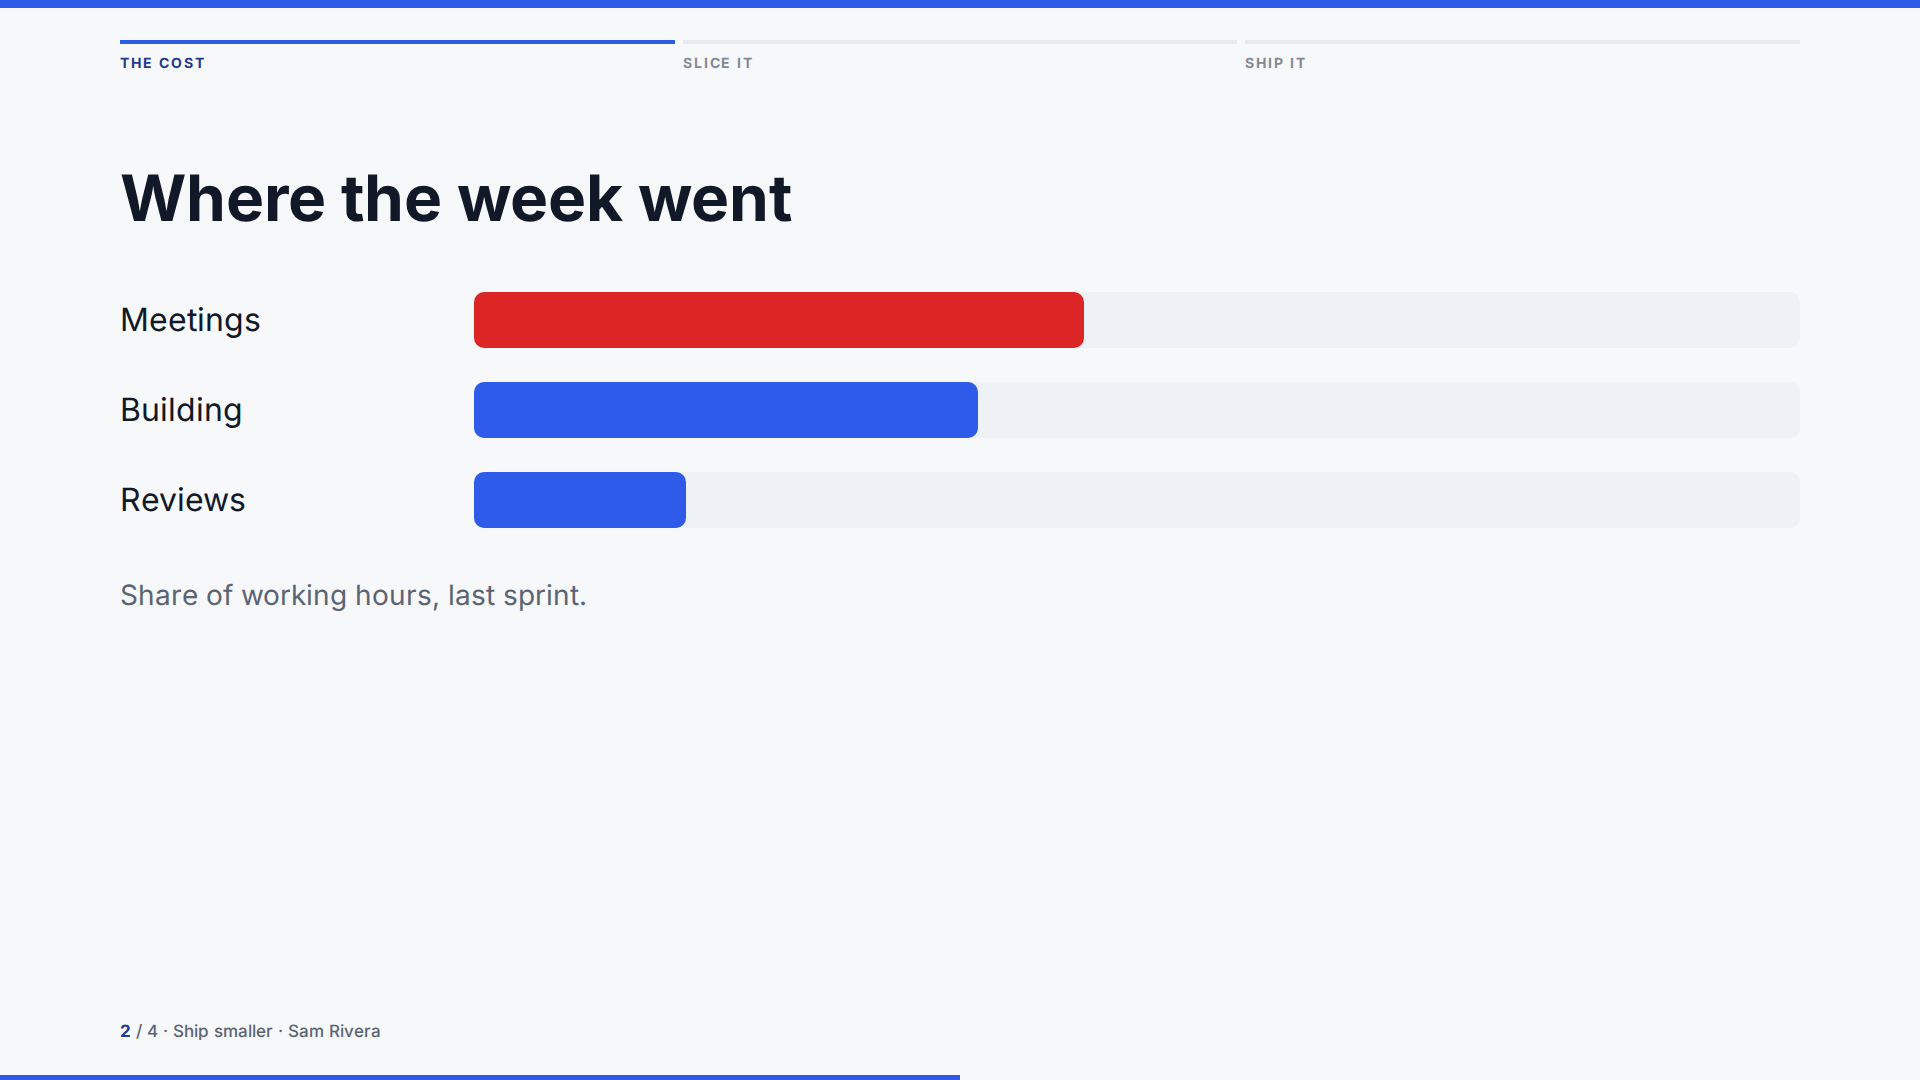 THE COST
SLICE IT
SHIP IT
Where the week went
Meetings
Building
Reviews
Share of working hours, last sprint.
2 / 4 · Ship smaller · Sam Rivera